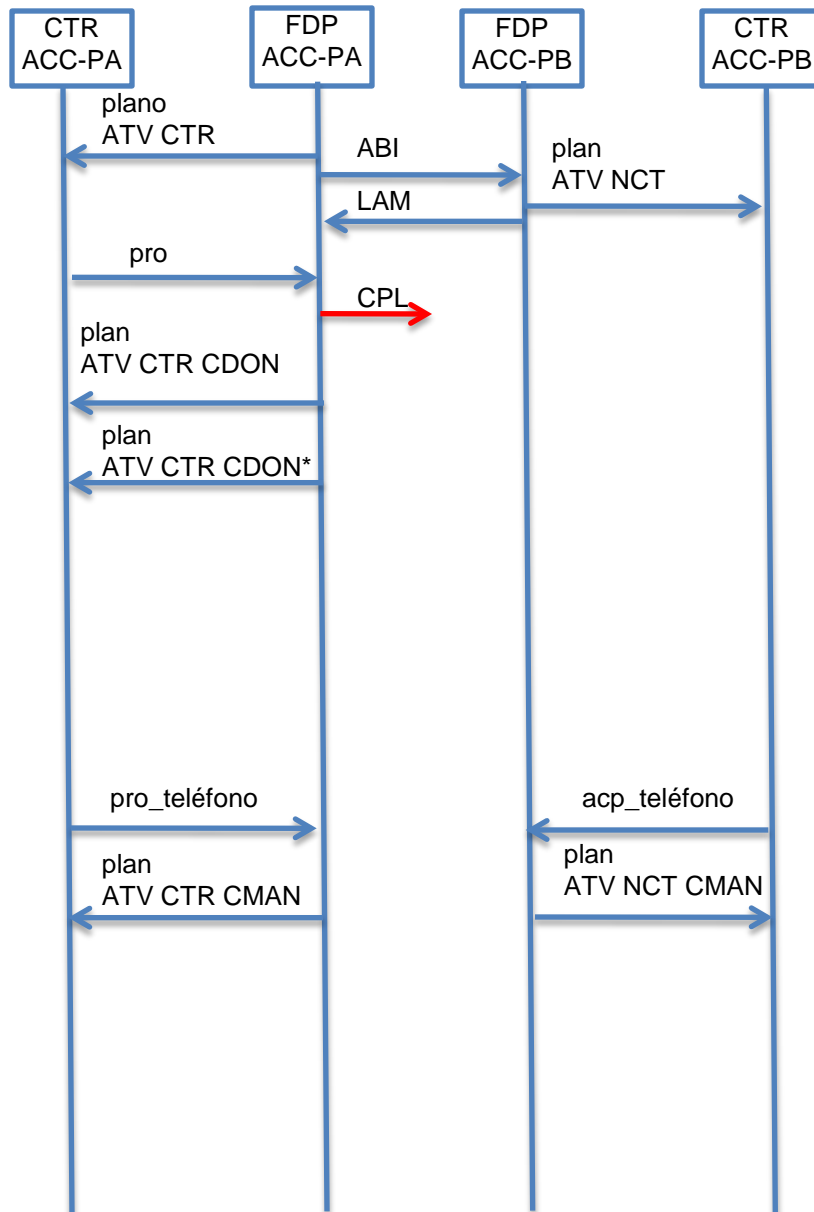 CTR
ACC-PA
FDP
ACC-PA
FDP
ACC-PB
CTR
ACC-PB
plano
ATV CTR
ABI
plan
ATV NCT
LAM
pro
CPL
plan
ATV CTR CDON
plan
ATV CTR CDON*
pro_teléfono
acp_teléfono
plan
ATV CTR CMAN
plan
ATV NCT CMAN